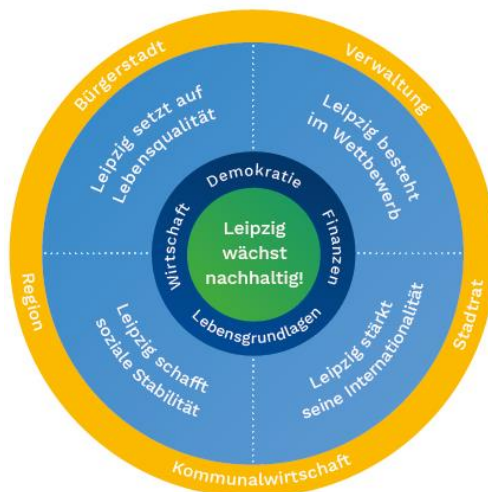 Bürgerstadt
Verwaltung
Leipzig setzt auf
Lebensqualität
Leipzig besteht
im Wettbewerb
Demokratie
Wirtschaft
Finanzen
Leipzig
wächst
nachhaltig!
Lebensgrundlagen
Region
Stadtrat
Leipzig schafft
soziale Stabilität
Leipzig stärkt
seine Internationalität
Kommunalwirtschaft